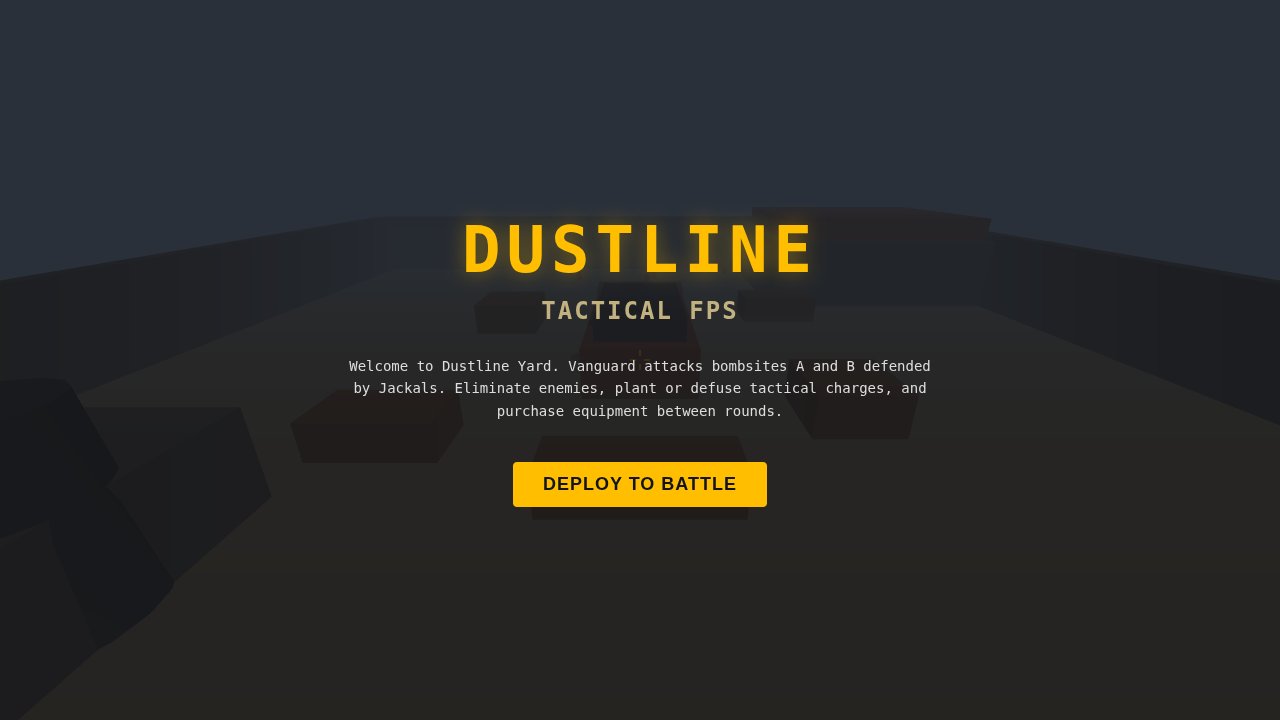 DUSTLINE
TACTICAL FPS
Welcome to Dustline Yard. Vanguard attacks bombsites A and B defended
by Jackals. Eliminate enemies, plant or defuse tactical charges, and
purchase equipment between rounds.
DEPLOY TO BATTLE